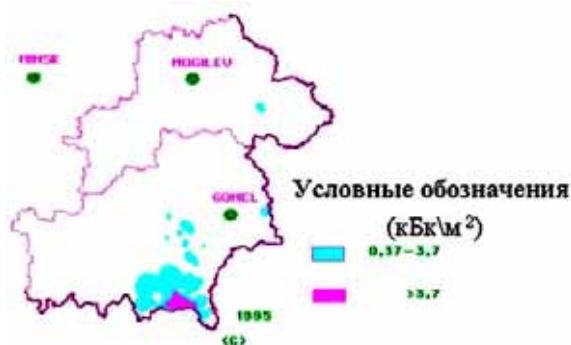 MINSK
MOGILEV
GOMEL
Условные обозначения
(кБк\м²)
0,37-3,7
>3,7
1995
(G)